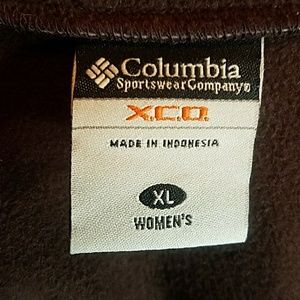 Columbia
Sportswear Company®
X.C.O.
MADE IN INDONESIA
XL
WOMEN'S